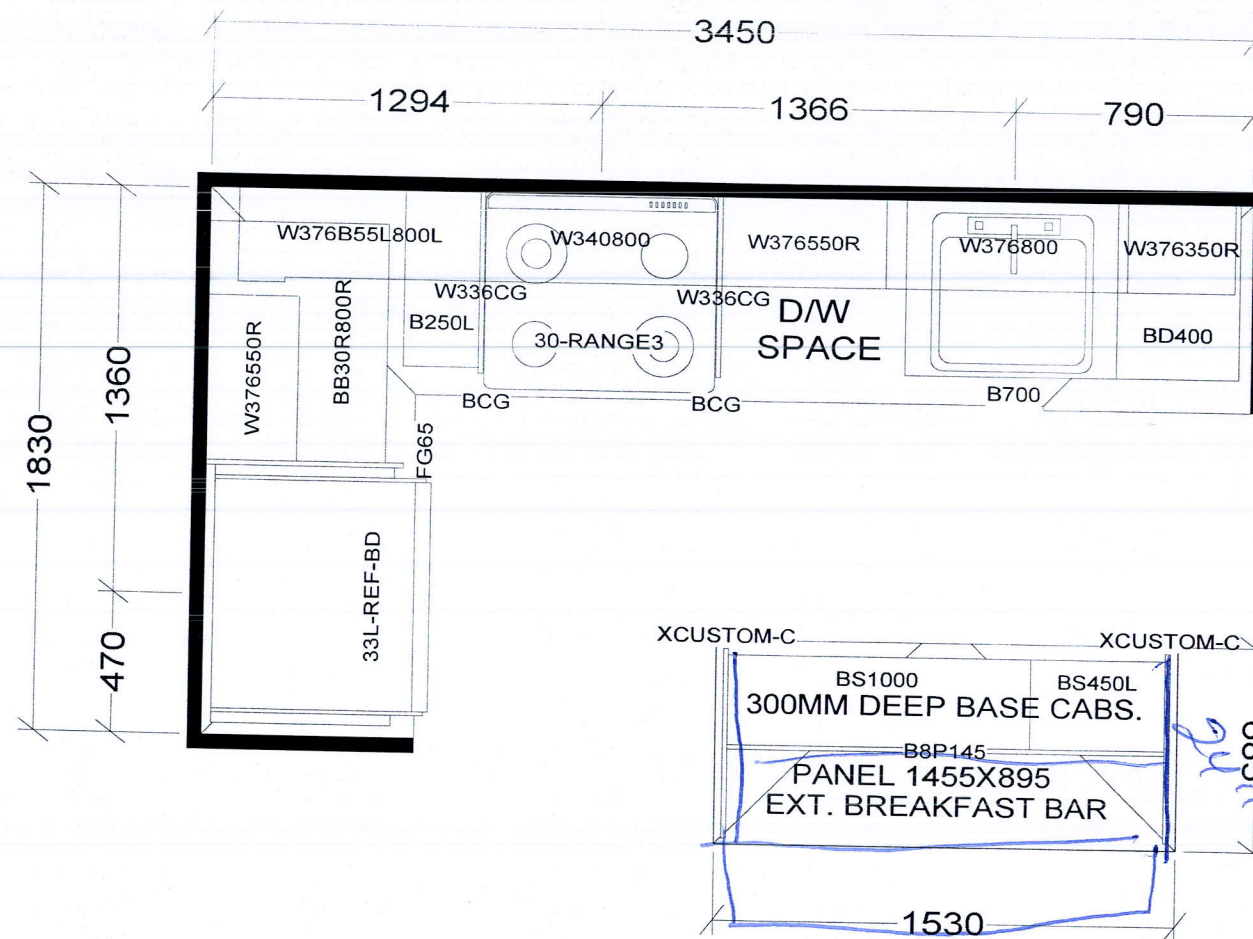 3450
1294
1366
790
1830
1360
470
W376B55L800L
W340800
W376550R
W376800
W376350R
W336CG
W336CG
B250L
30-RANGE3
D/W
SPACE
BD400
W376550R
BB30R800R
BCG
BCG
B700
FG65
33L-REF-BD
XCUSTOM-C
XCUSTOM-C
BS1000
BS450L
300MM DEEP BASE CABS.
B8P145
PANEL 1455X895
EXT. BREAKFAST BAR
1530